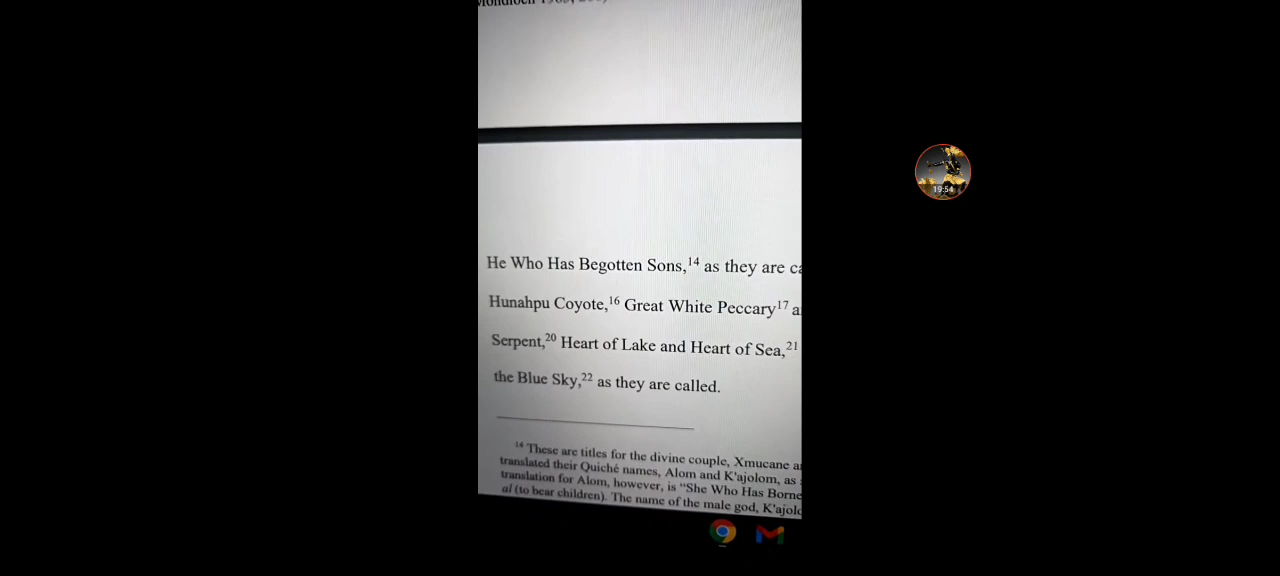 He Who Has Begotten Sons,14 as they are
Hunahpu Coyote,16 Great White Peccary17
Serpent,20 Heart of Lake and Heart of Sea,21
the Blue Sky,22 as they are called.
14 These are titles for the divine couple, Xmucane
translated their Quiché names, Alom and K'ajolom, as
translation for Alom, however, is "She Who Has Borne
al (to bear children). The name of the male god,
19:54